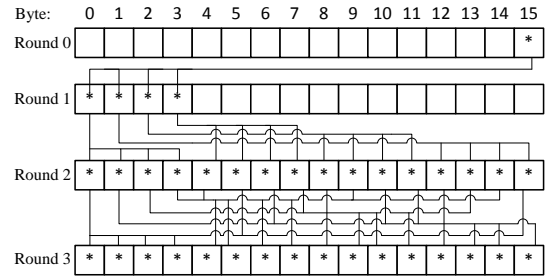 Byte: 0 1 2 3 4 5 6 7 8 9 10 11 12 13 14 15
Round 0 *
Round 1 * * * *
Round 2 * * * * * * * * * * * * * * * *
Round 3 * * * * * * * * * * * * * * * *